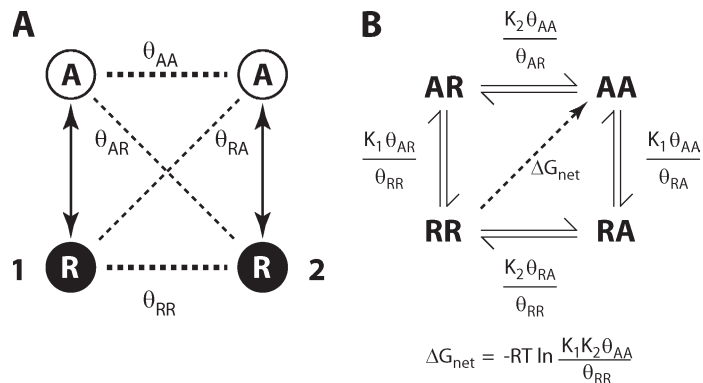 A
A
θAA
A
θAR
θRA
1
R
R
2
θRR
B
K2θAA
θAR
AR
AA
K1θAR
θRR
K1θAA
θRA
ΔGnet
RR
RA
K2θRA
θRR
ΔGnet = -RT ln K1K2θAA
θRR